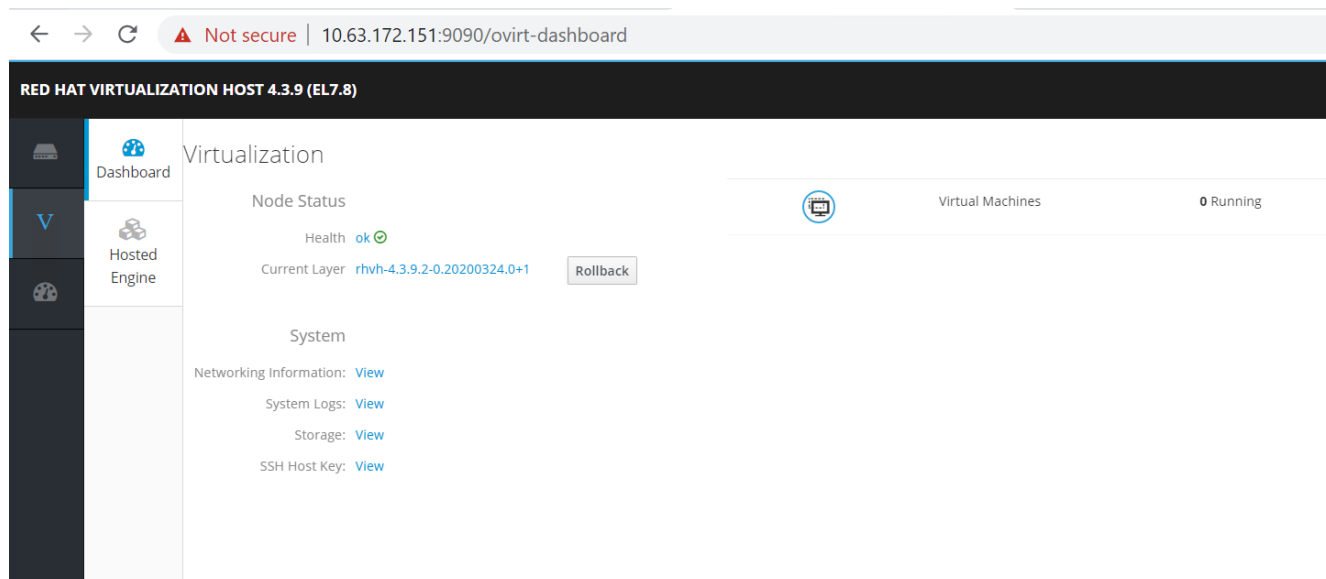 Not secure | 10.63.172.151:9090/ovirt-dashboard
RED HAT VIRTUALIZATION HOST 4.3.9 (EL7.8)
V
Dashboard
Hosted
Engine
Virtualization
Node Status
Health ok
Current Layer rhvh-4.3.9.2-0.20200324.0+1 Rollback
System
Networking Information: View
System Logs: View
Storage: View
SSH Host Key: View
Virtual Machines 0 Running